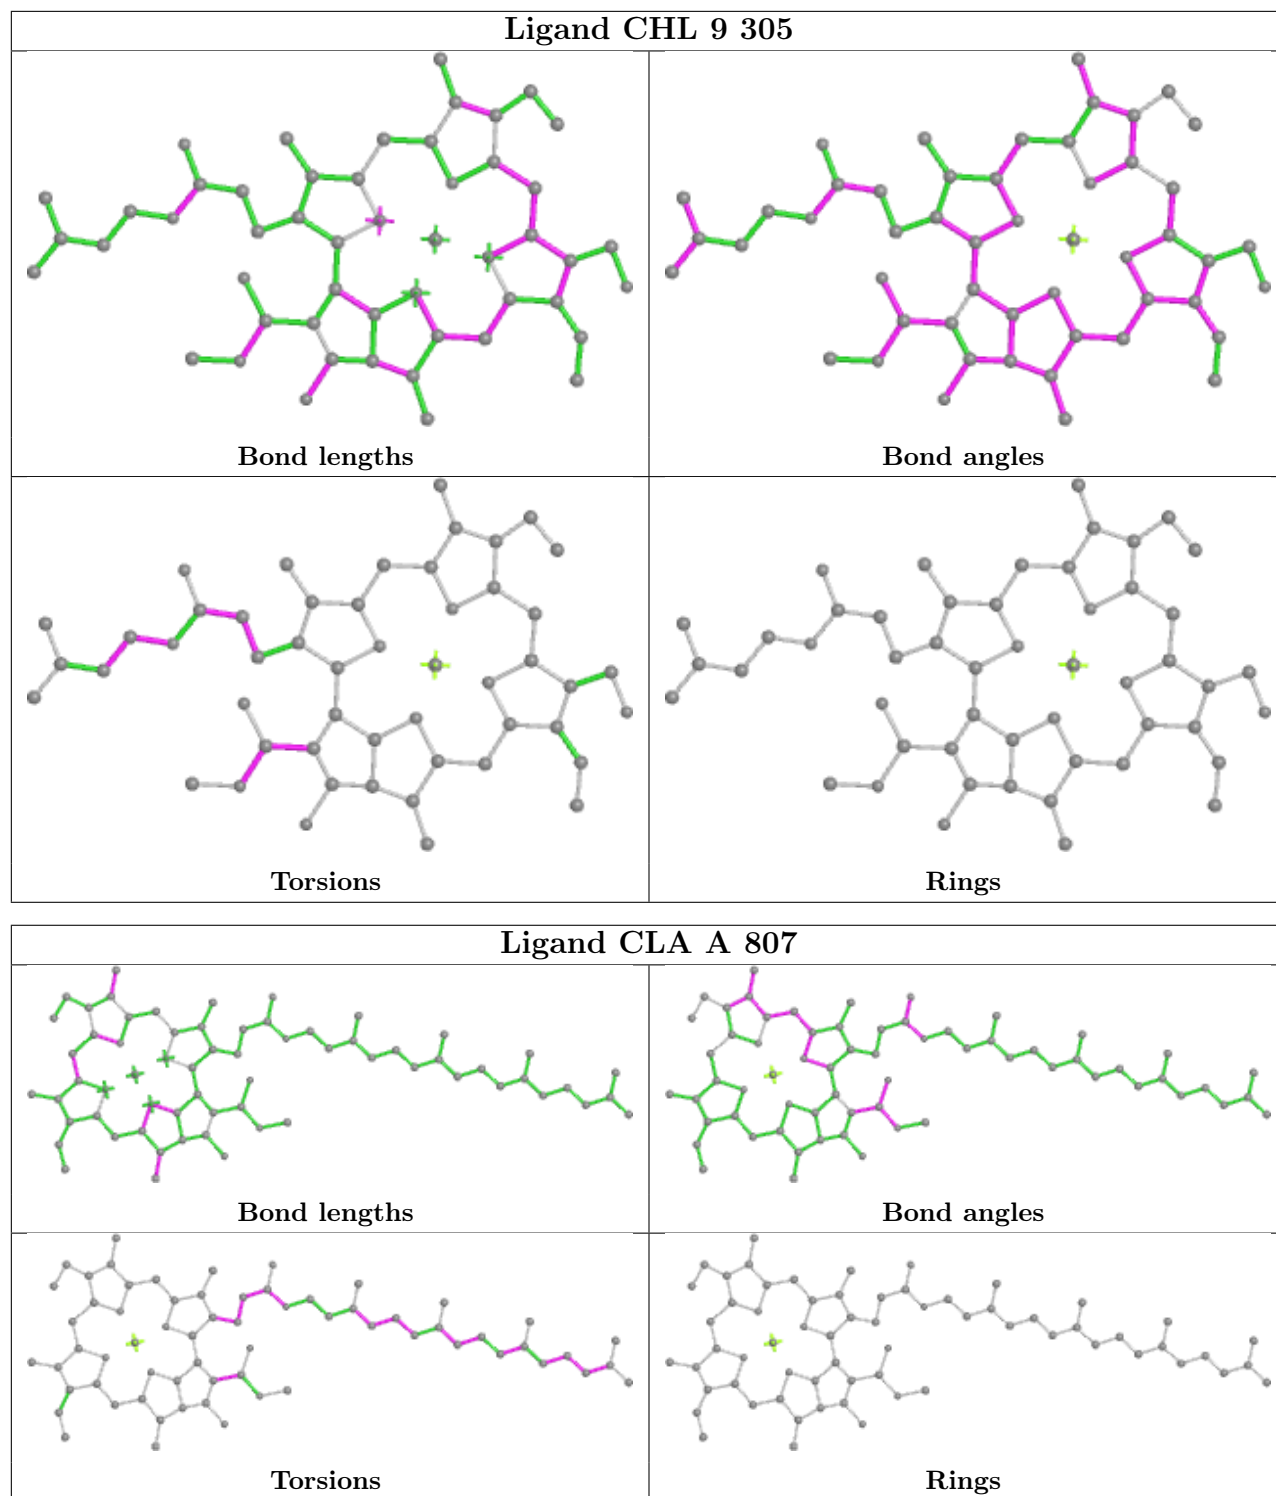 Ligand CHL 9 305
Bond lengths
Bond angles
Torsions
Rings
Ligand CLA A 807
Bond lengths
Bond angles
Torsions
Rings